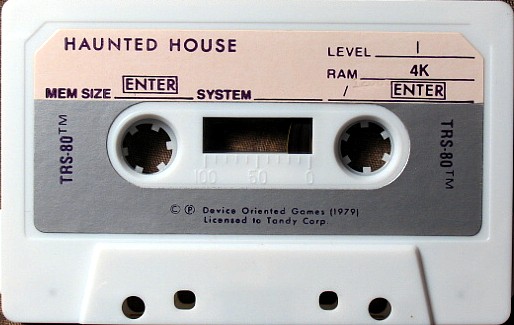 HAUNTED HOUSE
LEVEL I
RAM 4K
MEM SIZE ENTER SYSTEM / ENTER
TRS-80™
TRS-80™
100 50 0
© ℗ Device Oriented Games (1979)
Licensed to Tandy Corp.